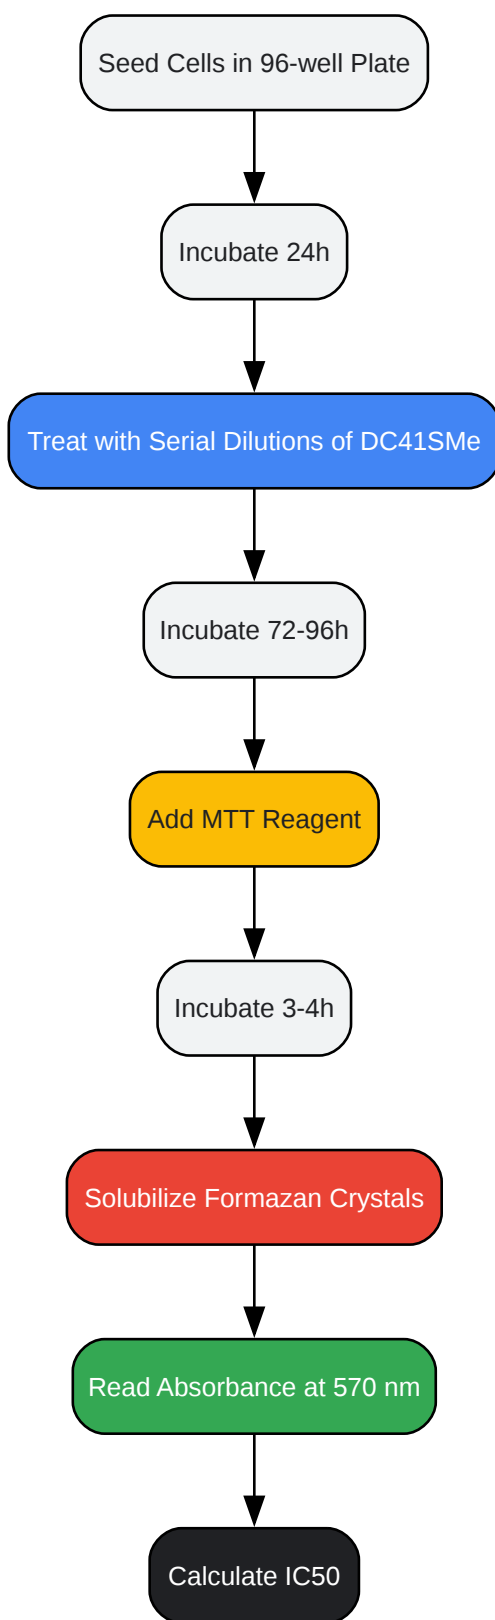 Seed Cells in 96-well Plate
Incubate 24h
Treat with Serial Dilutions of DC41SMe
Incubate 72-96h
Add MTT Reagent
Incubate 3-4h
Solubilize Formazan Crystals
Read Absorbance at 570 nm
Calculate IC50